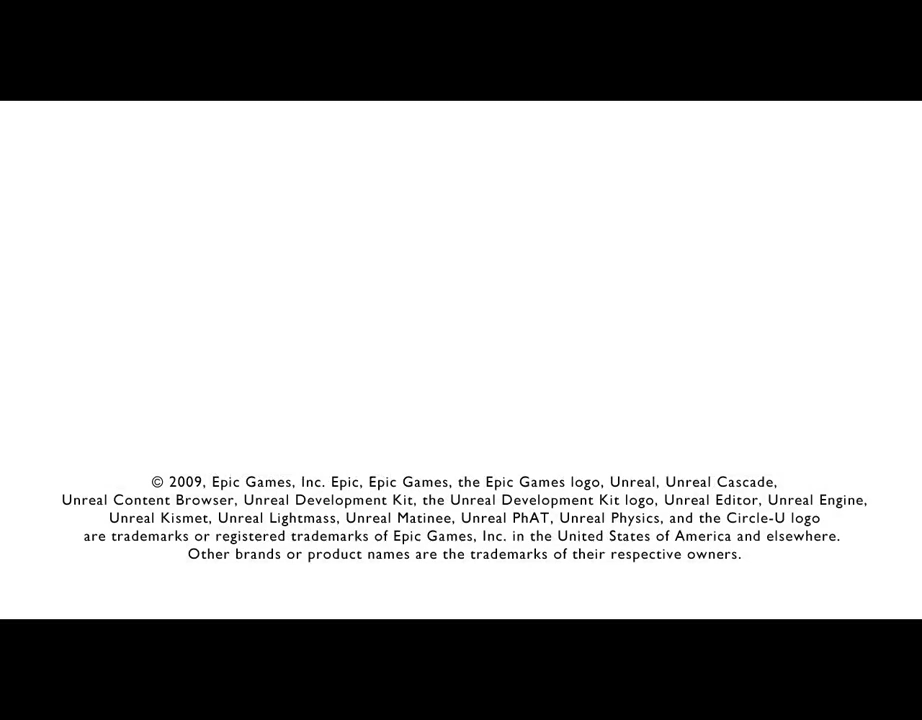 © 2009, Epic Games, Inc. Epic, Epic Games, the Epic Games logo, Unreal, Unreal Cascade,
Unreal Content Browser, Unreal Development Kit, the Unreal Development Kit logo, Unreal Editor, Unreal Engine,
Unreal Kismet, Unreal Lightmass, Unreal Matinee, Unreal PhAT, Unreal Physics, and the Circle-U logo
are trademarks or registered trademarks of Epic Games, Inc. in the United States of America and elsewhere.
Other brands or product names are the trademarks of their respective owners.